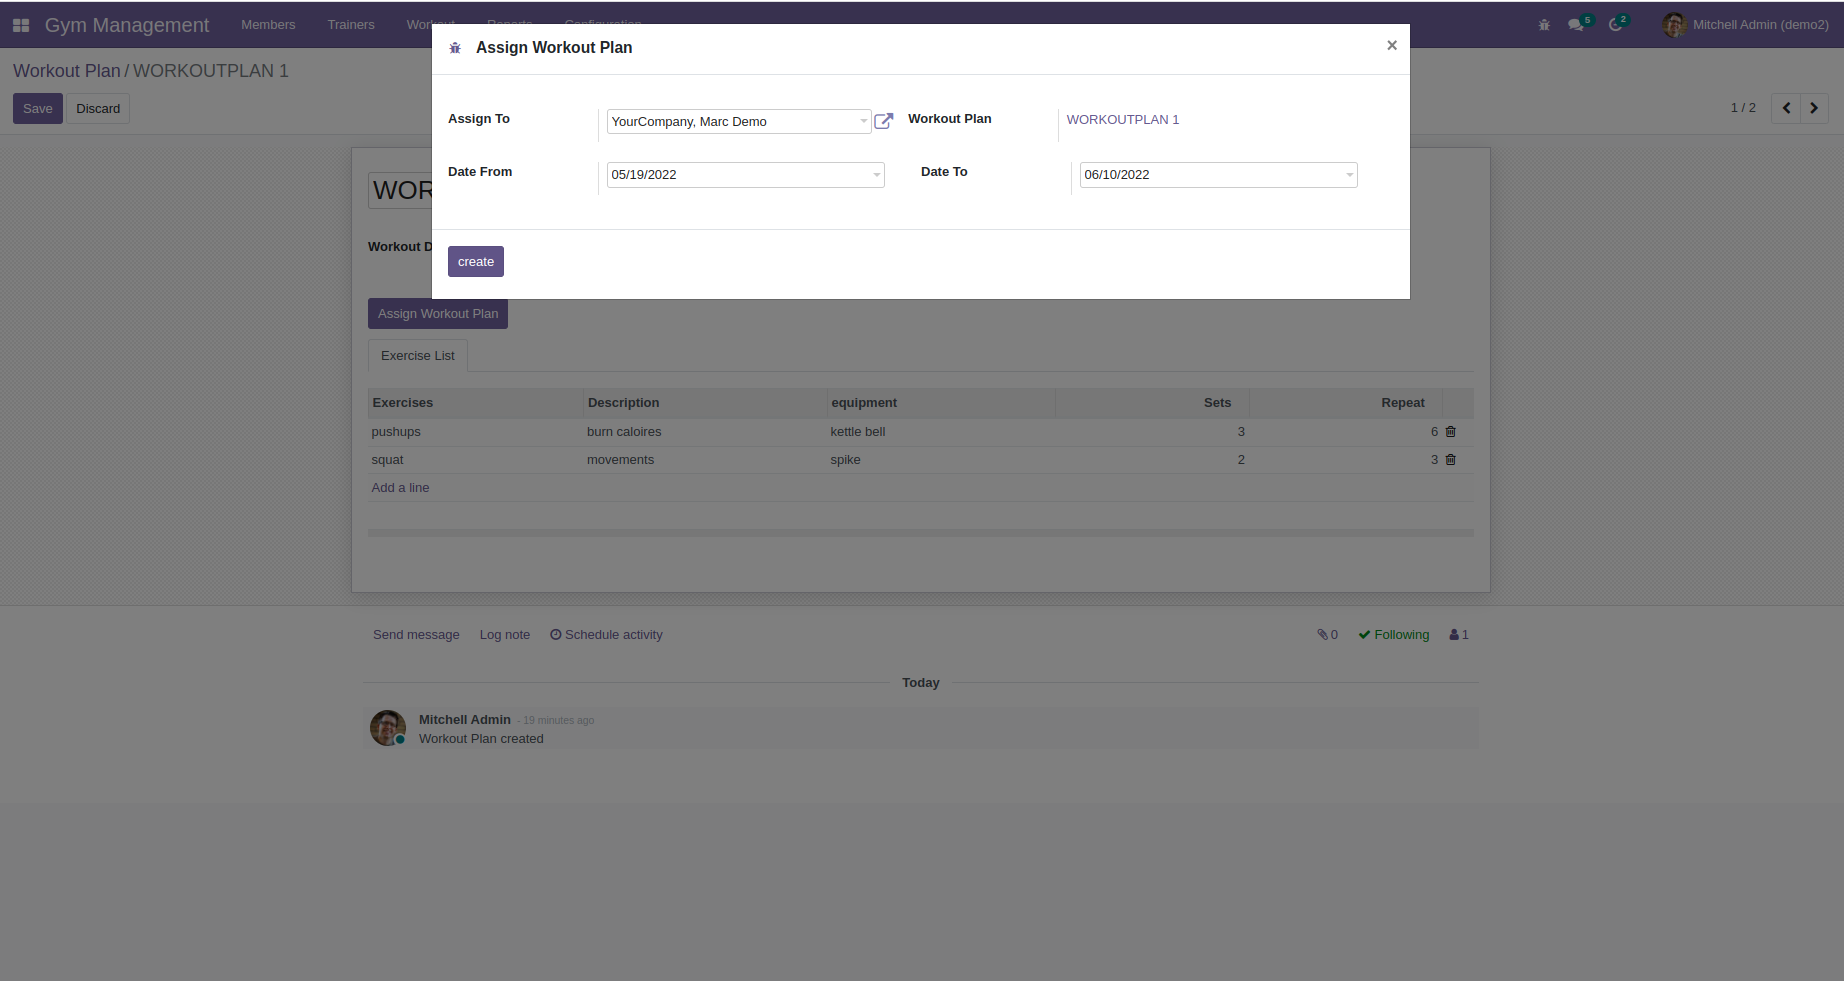 Gym Management Members Trainers Workout Reports Configuration 5 2 Mitchell Admin (demo2)
Assign Workout Plan ×
Workout Plan / WORKOUTPLAN 1
Save Discard
1 / 2
Assign To YourCompany, Marc Demo Workout Plan WORKOUTPLAN 1
Date From 05/19/2022 Date To 06/10/2022
WOR
Workout D
create
Assign Workout Plan
Exercise List
Exercises Description equipment Sets Repeat
pushups burn caloires kettle bell 3 6
squat movements spike 2 3
Add a line
Send message Log note Schedule activity 0 Following 1
Today
Mitchell Admin - 19 minutes ago
Workout Plan created